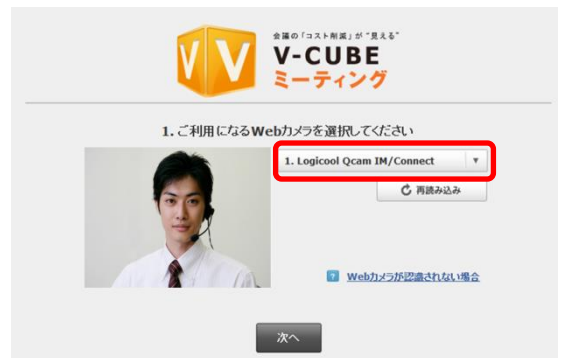 会議の「コスト削減」が"見える"
V-CUBE
ミーティング
1. ご利用になるWebカメラを選択してください
1. Logicool Qcam IM/Connect
再読み込み
? Webカメラが認識されない場合
次へ